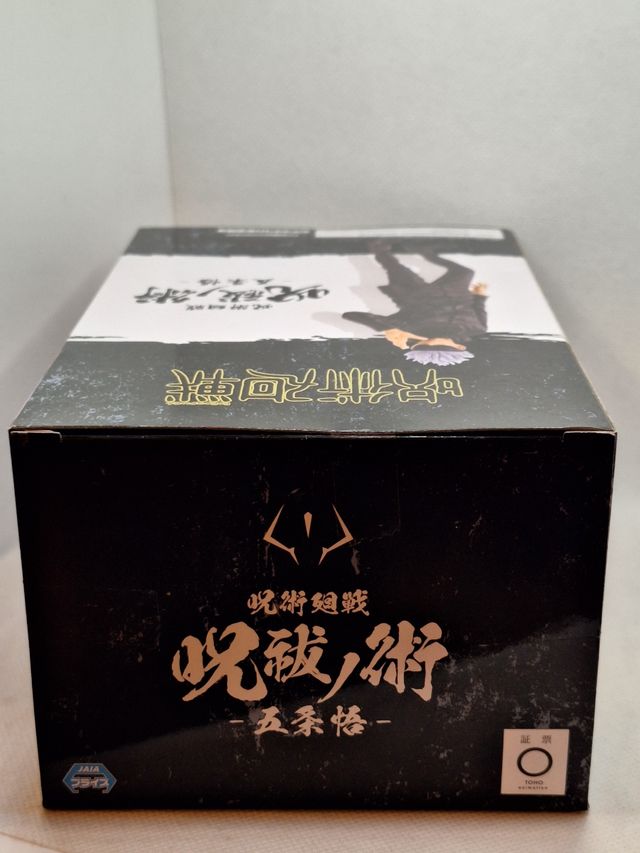 呪術廻戦
呪祓ノ術
-五条悟-
呪術廻戦
呪術廻戦
呪祓ノ術
-五条悟-
JAIA
プライズ
証票
TOHO
animation